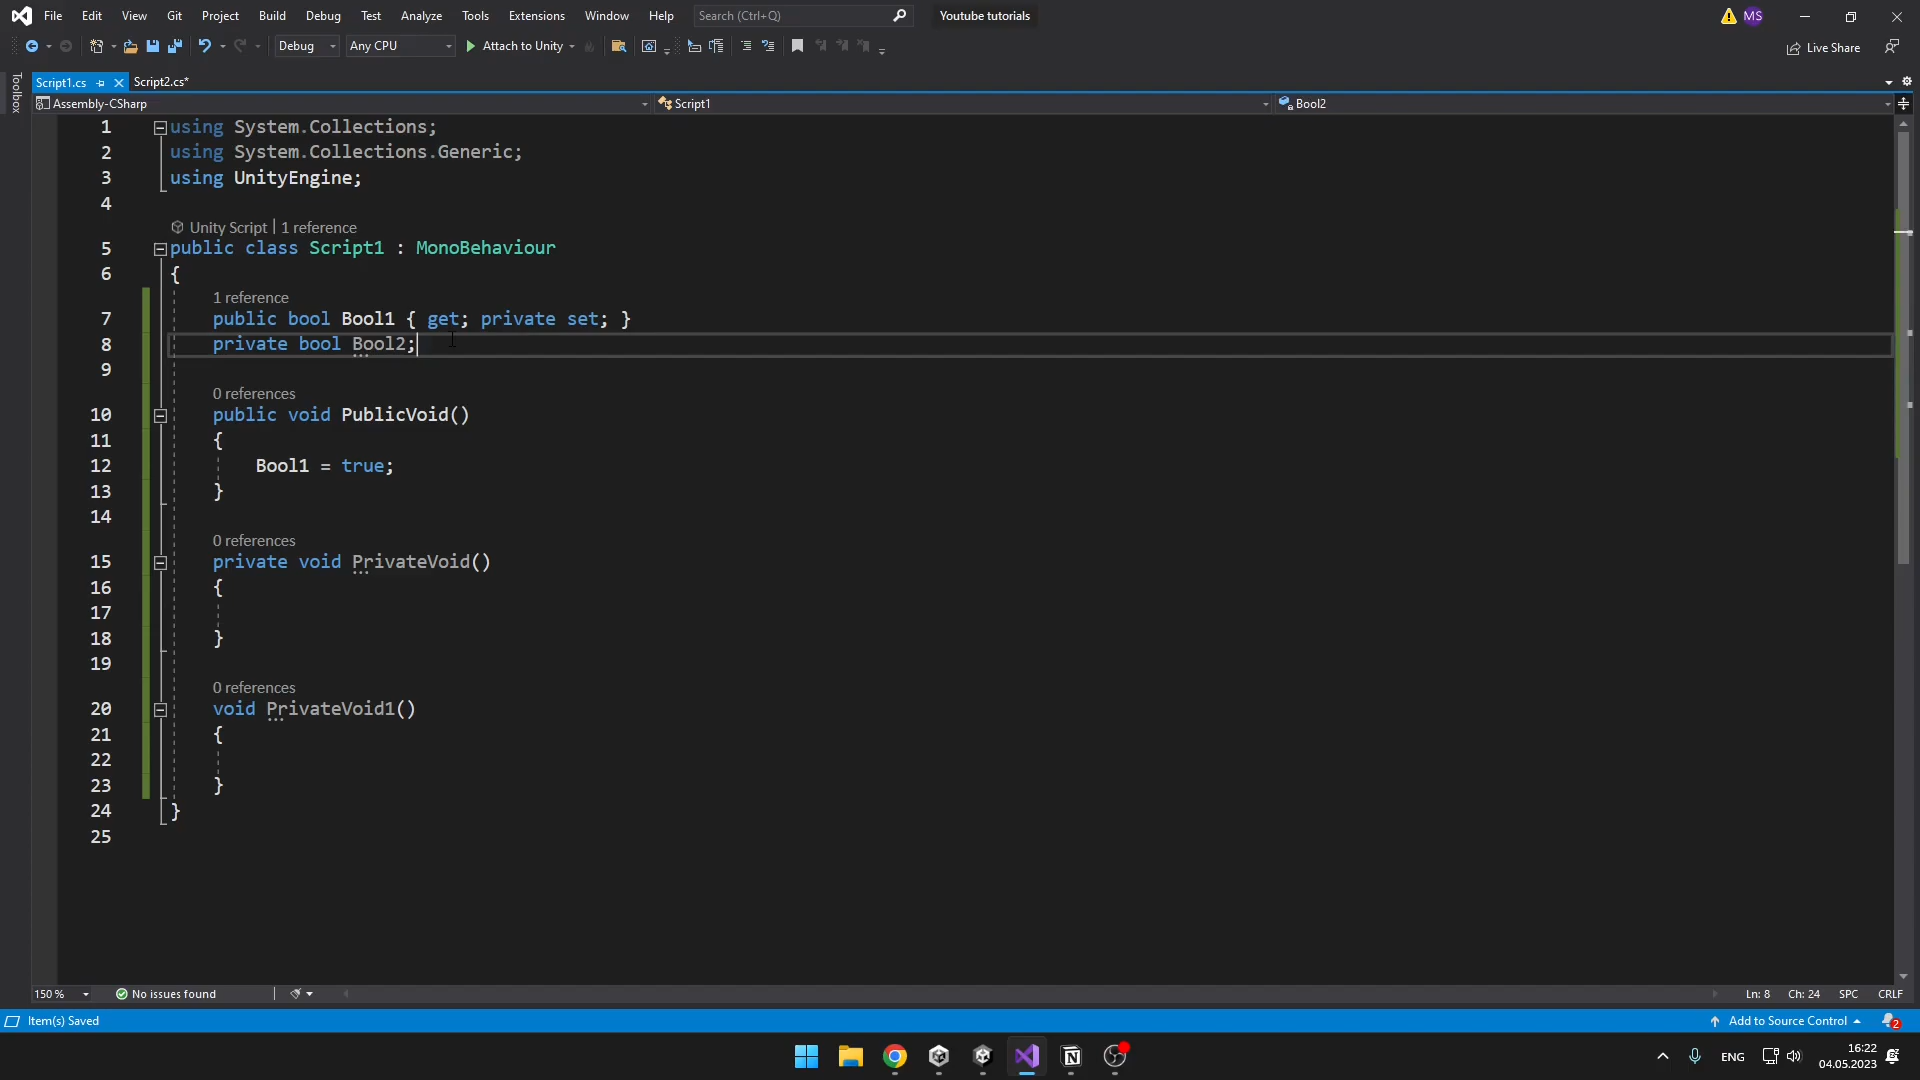 File Edit View Git Project Build Debug Test Analyze Tools Extensions Window Help Search (Ctrl+Q) Youtube tutorials MS
Debug Any CPU Attach to Unity Live Share
Toolbox
Script1.cs Script2.cs*
Assembly-CSharp Script1 Bool2
1 using System.Collections;
2 using System.Collections.Generic;
3 using UnityEngine;
4
Unity Script | 1 reference
5 public class Script1 : MonoBehaviour
6 {
1 reference
7 public bool Bool1 { get; private set; }
8 private bool Bool2;
9
0 references
10 public void PublicVoid()
11 {
12 Bool1 = true;
13 }
14
0 references
15 private void PrivateVoid()
16 {
17
18 }
19
0 references
20 void PrivateVoid1()
21 {
22
23 }
24 }
25
150 % No issues found Ln: 8 Ch: 24 SPC CRLF
Item(s) Saved Add to Source Control 2
ENG 16:22
04.05.2023